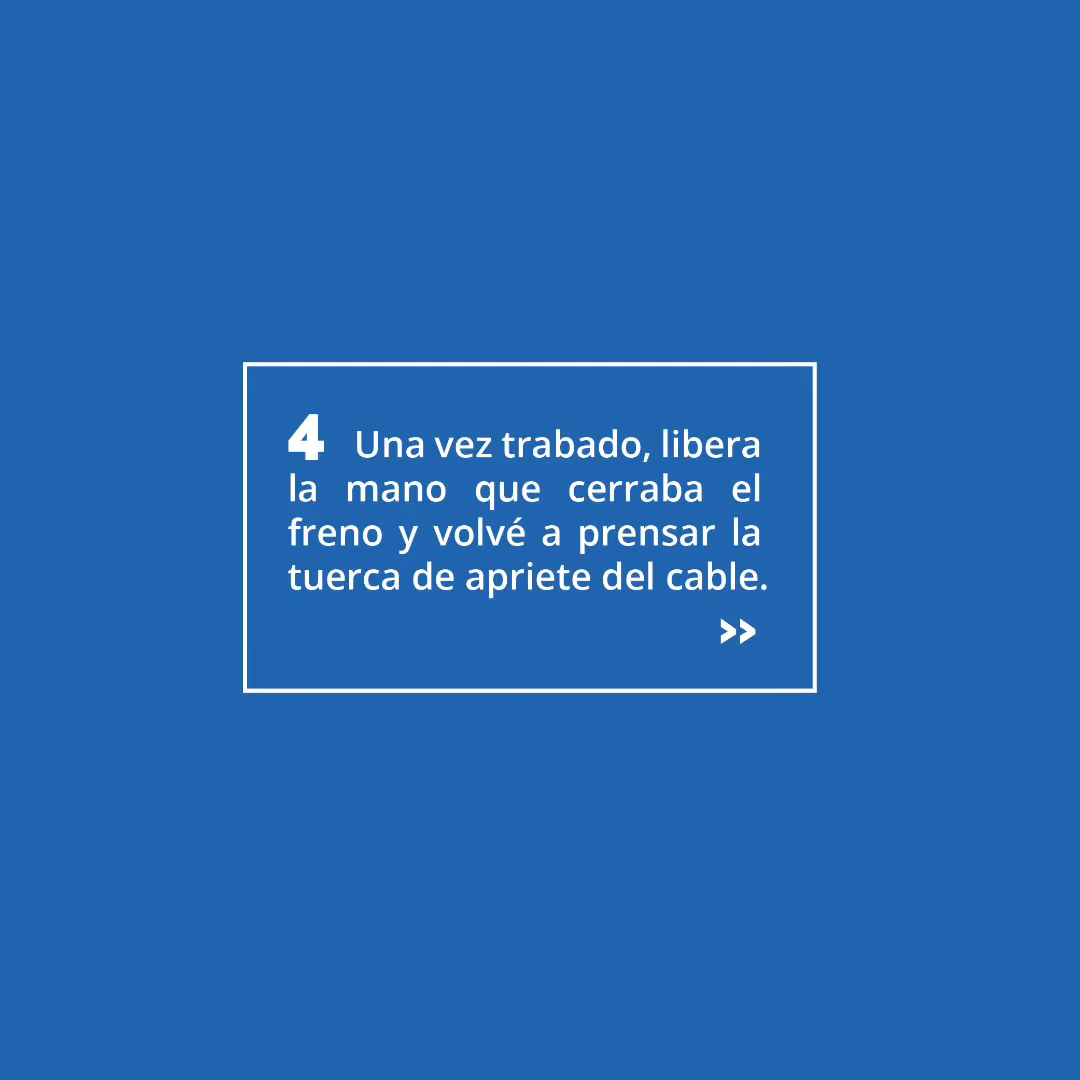 4 Una vez trabado, libera
la mano que cerraba el
freno y volvé a prensar la
tuerca de apriete del cable.
>>